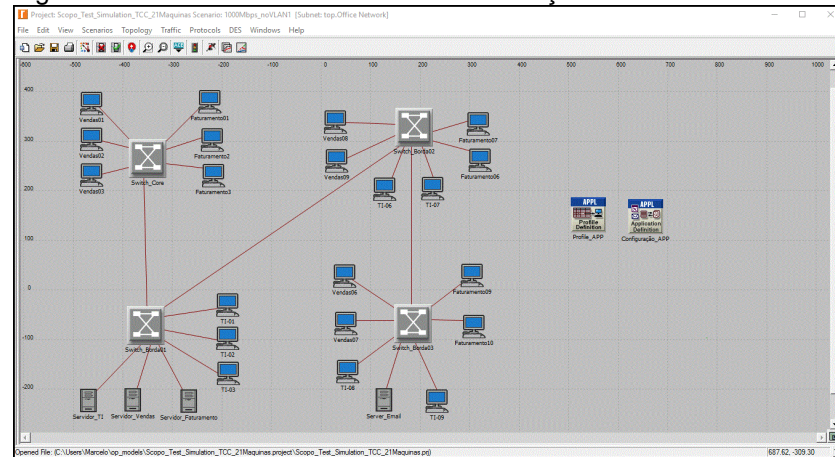 Project: Scopo_Test_Simulation_TCC_21Maquinas Scenario: 1000Mbps_noVLAN1 [Subnet: top.Office Network]
File Edit View Scenarios Topology Traffic Protocols DES Windows Help
-500 -400 -300 -200 -100 0 100 200 300 400 500 600 700 800 900 1000
400
300
200
100
0
-100
-200
Vendas01
Faturamento01
Vendas02
Faturamento2
Vendas03
Switch_Core
Faturamento3
Vendas08
Faturamento07
Switch_Borda02
Vendas09
Faturamento06
TI-06
TI-07
APPL
Profile
Definition
Profile_APP
APPL
Application
Definition
Configuração_APP
Vendas06
Faturamento09
TI-01
Vendas07
Switch_Borda03
Faturamento10
Switch_Borda01
TI-02
TI-03
TI-08
Servidor_TI
Servidor_Vendas
Servidor_Faturamento
Server_Email
TI-09
Opened File: (C:\Users\Marcelo\op_models\Scopo_Test_Simulation_TCC_21Maquinas.project\Scopo_Test_Simulation_TCC_21Maquinas.prj)
687.62, -309.30